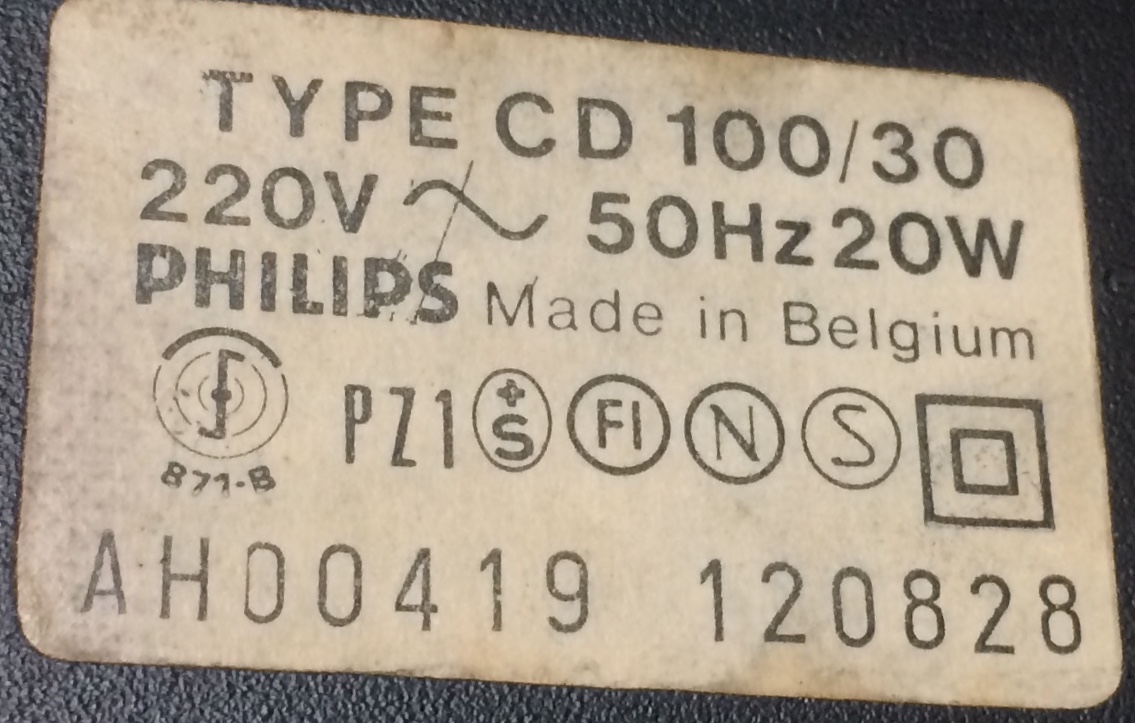 TYPE CD 100/30
220V ~ 50Hz 20W
PHILIPS Made in Belgium
PZ1 +S FI N S
871-B
AH00419 120828